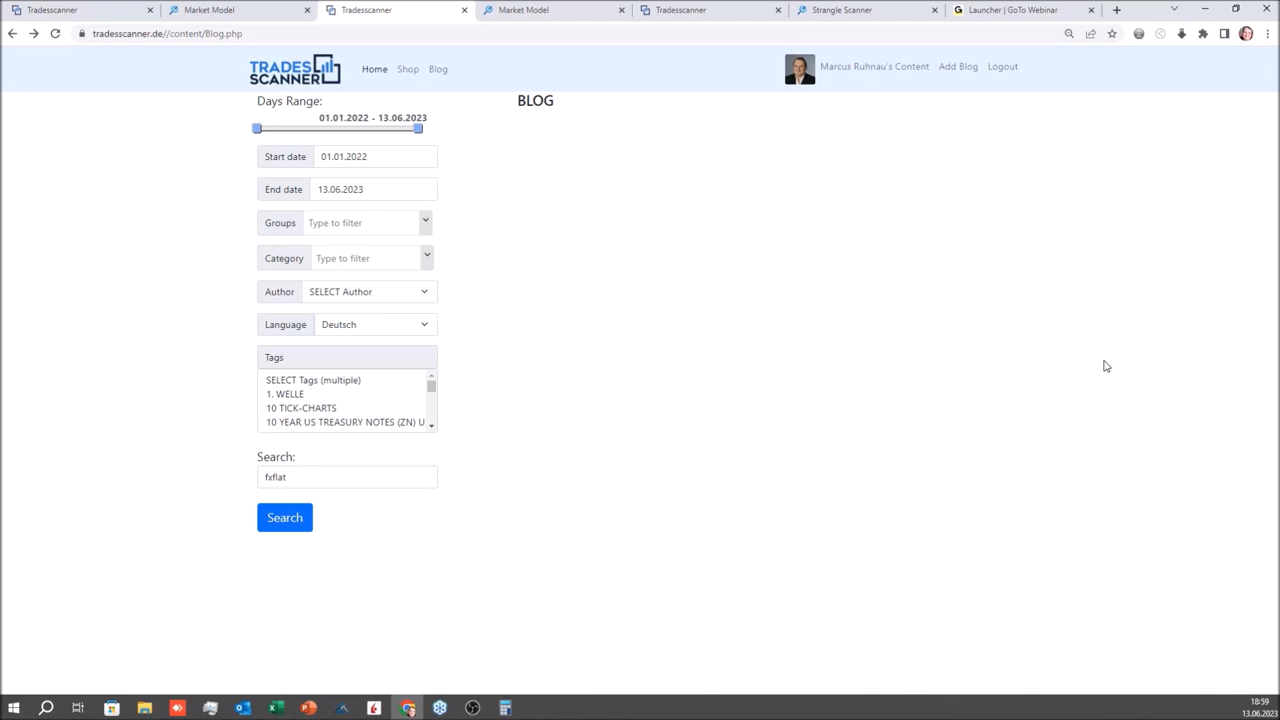 Tradesscanner
Market Model
Tradesscanner
Market Model
Tradesscanner
Strangle Scanner
Launcher | GoTo Webinar
tradesscanner.de//content/Blog.php
TRADES
SCANNER
Home
Shop
Blog
Marcus Ruhnau's Content
Add Blog
Logout
Days Range:
BLOG
01.01.2022 - 13.06.2023
Start date 01.01.2022
End date 13.06.2023
Groups Type to filter
Category Type to filter
Author SELECT Author
Language Deutsch
Tags
SELECT Tags (multiple)
1. WELLE
10 TICK-CHARTS
10 YEAR US TREASURY NOTES (ZN) U
Search:
fxflat
Search
18:59
13.06.2023